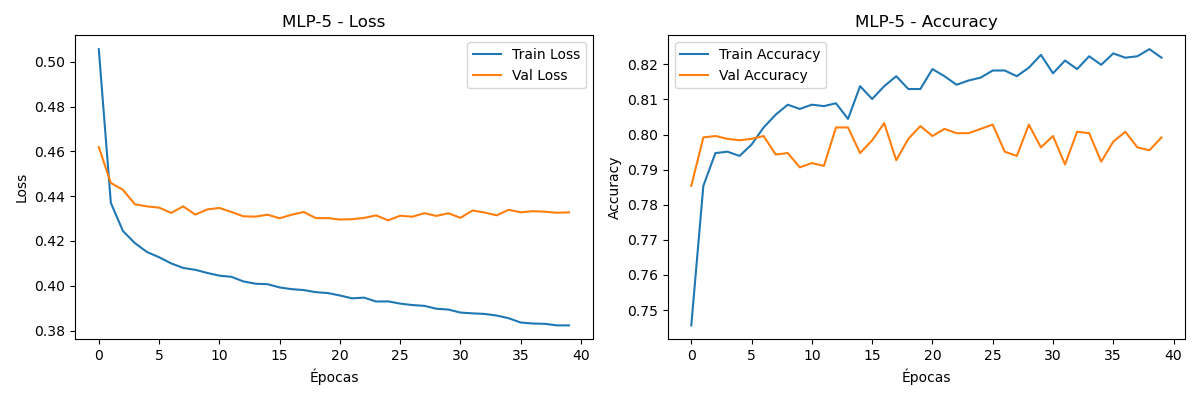 MLP-5 - Loss
Train Loss
Val Loss
0.50
0.48
0.46
0.44
0.42
0.40
0.38
Loss
0 5 10 15 20 25 30 35 40
Épocas
MLP-5 - Accuracy
Train Accuracy
Val Accuracy
0.82
0.81
0.80
0.79
0.78
0.77
0.76
0.75
Accuracy
0 5 10 15 20 25 30 35 40
Épocas